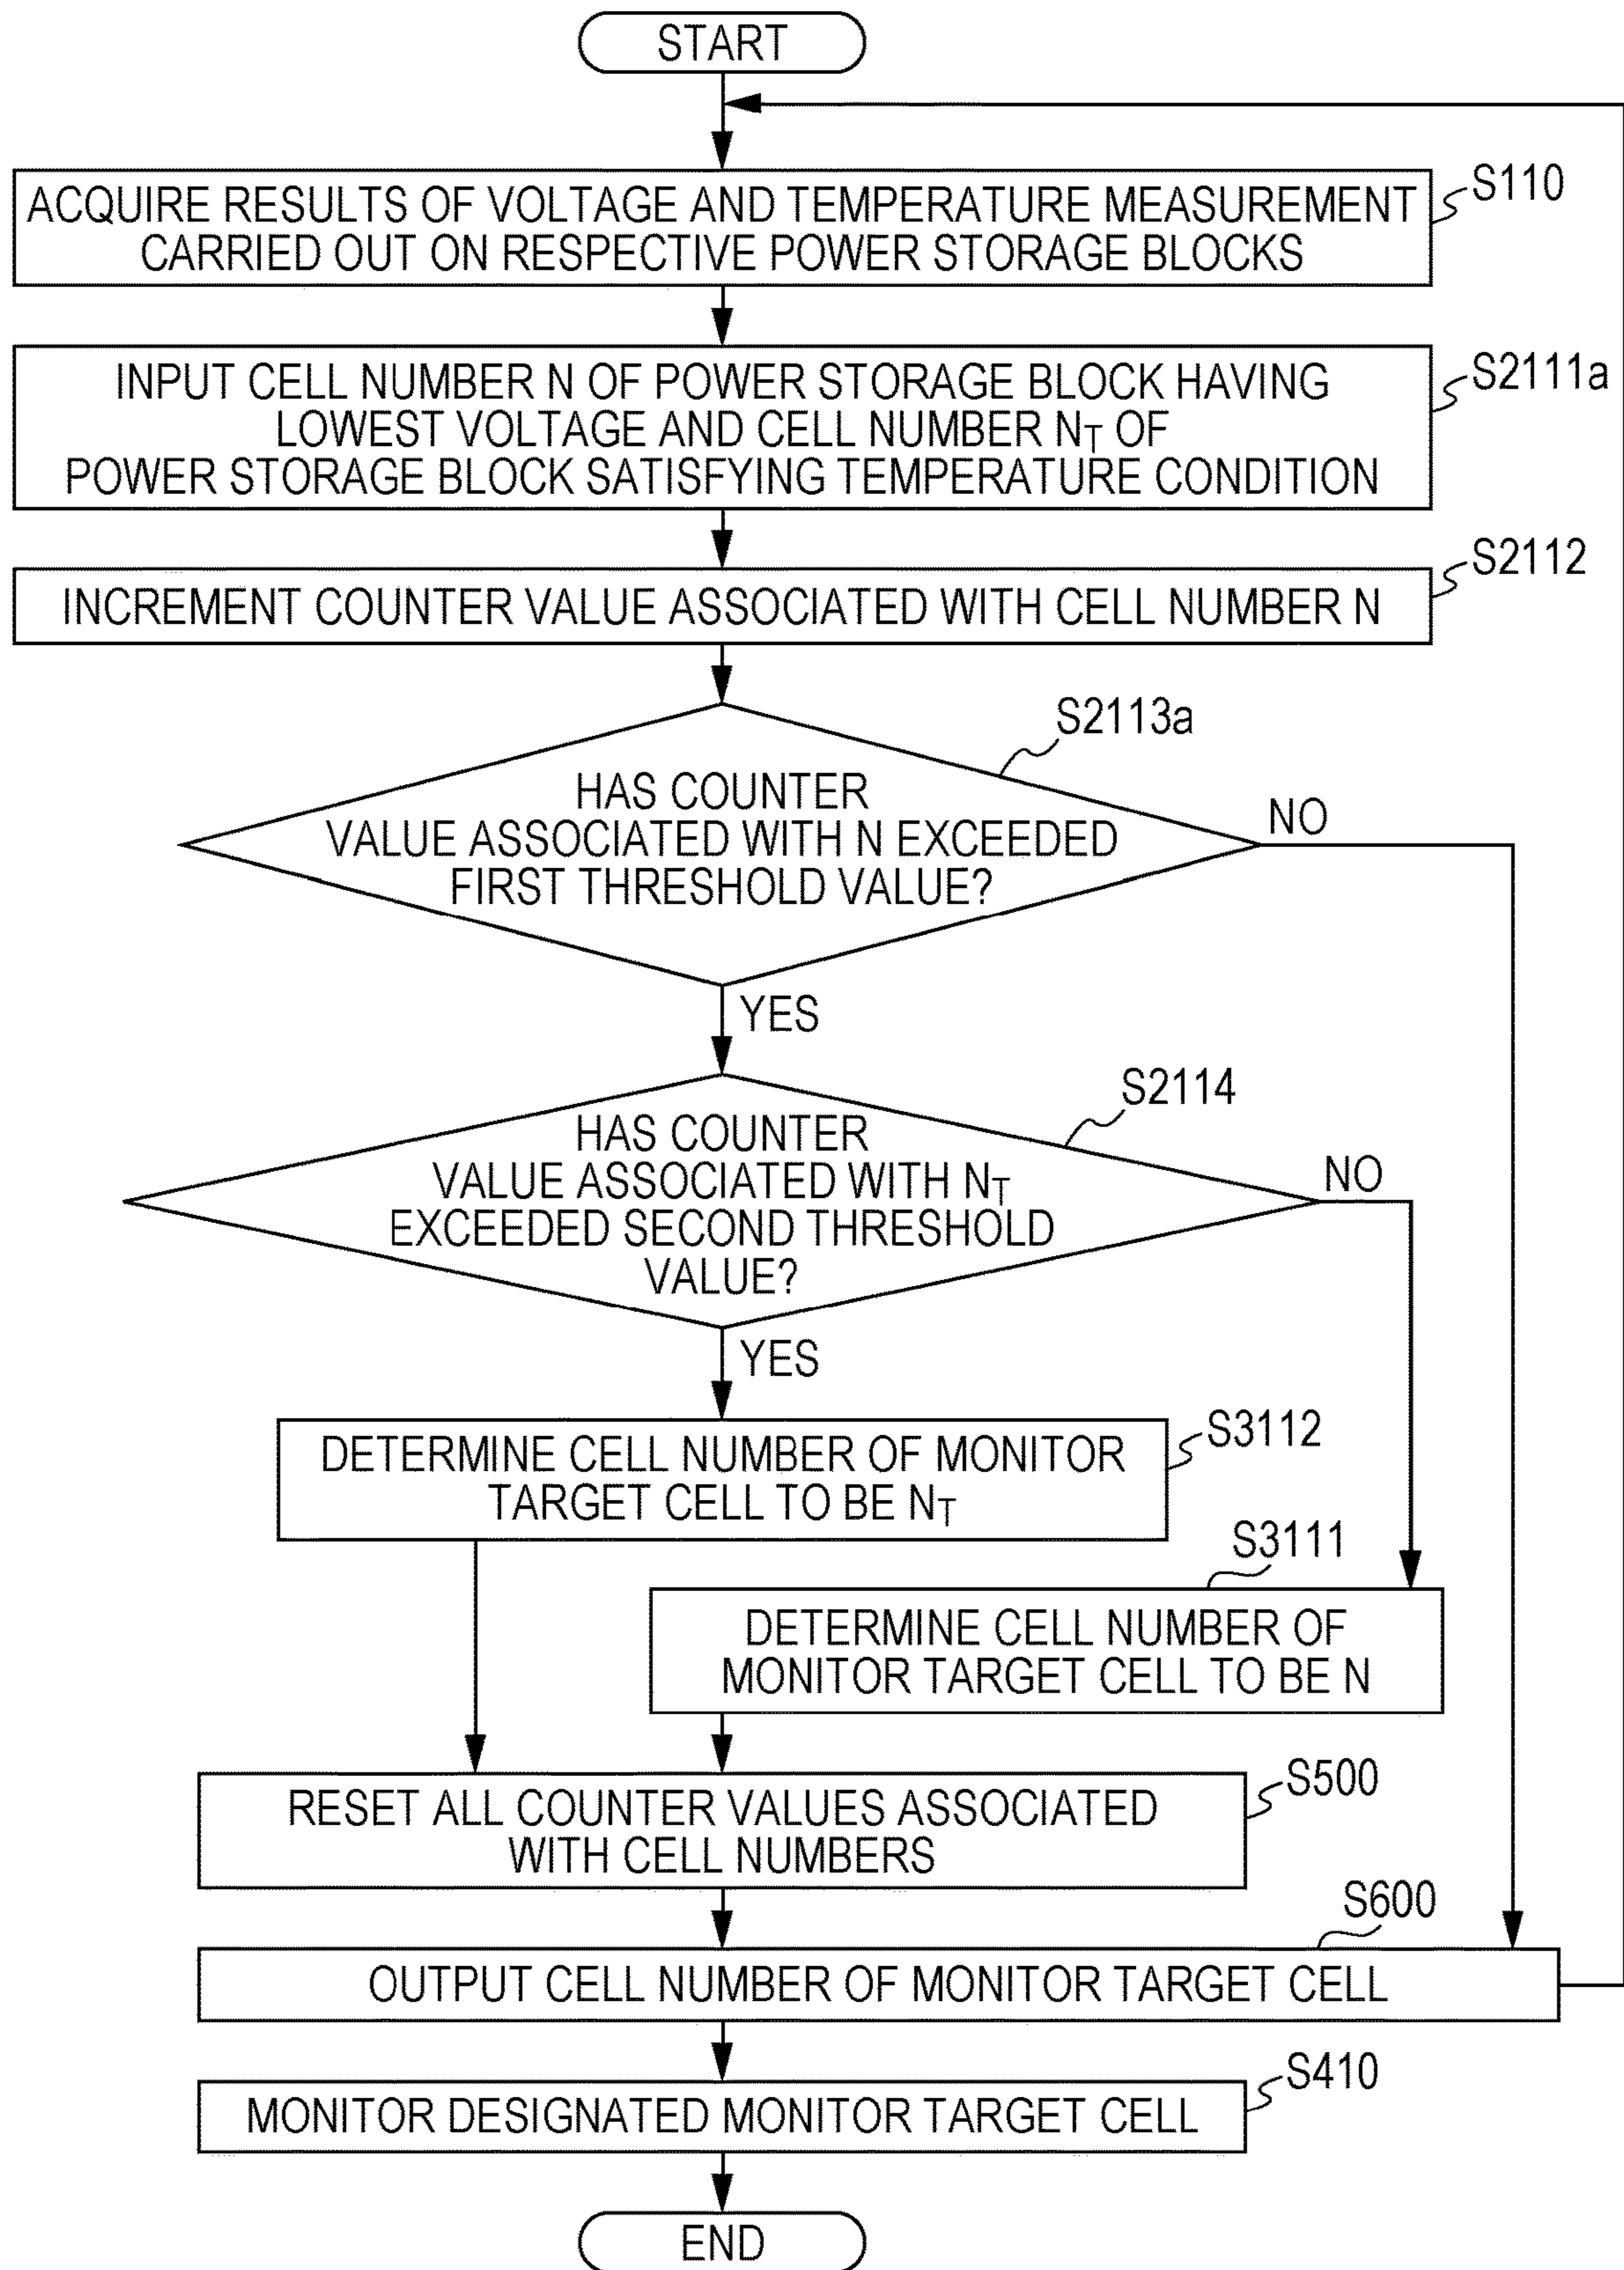 START
ACQUIRE RESULTS OF VOLTAGE AND TEMPERATURE MEASUREMENT
CARRIED OUT ON RESPECTIVE POWER STORAGE BLOCKS
S110
INPUT CELL NUMBER N OF POWER STORAGE BLOCK HAVING
LOWEST VOLTAGE AND CELL NUMBER NT OF
POWER STORAGE BLOCK SATISFYING TEMPERATURE CONDITION
S2111a
INCREMENT COUNTER VALUE ASSOCIATED WITH CELL NUMBER N
S2112
S2113a
HAS COUNTER
VALUE ASSOCIATED WITH N EXCEEDED
FIRST THRESHOLD VALUE?
NO
YES
S2114
HAS COUNTER
VALUE ASSOCIATED WITH NT
EXCEEDED SECOND THRESHOLD
VALUE?
NO
YES
DETERMINE CELL NUMBER OF MONITOR
TARGET CELL TO BE NT
S3112
S3111
DETERMINE CELL NUMBER OF
MONITOR TARGET CELL TO BE N
RESET ALL COUNTER VALUES ASSOCIATED
WITH CELL NUMBERS
S500
S600
OUTPUT CELL NUMBER OF MONITOR TARGET CELL
S410
MONITOR DESIGNATED MONITOR TARGET CELL
END